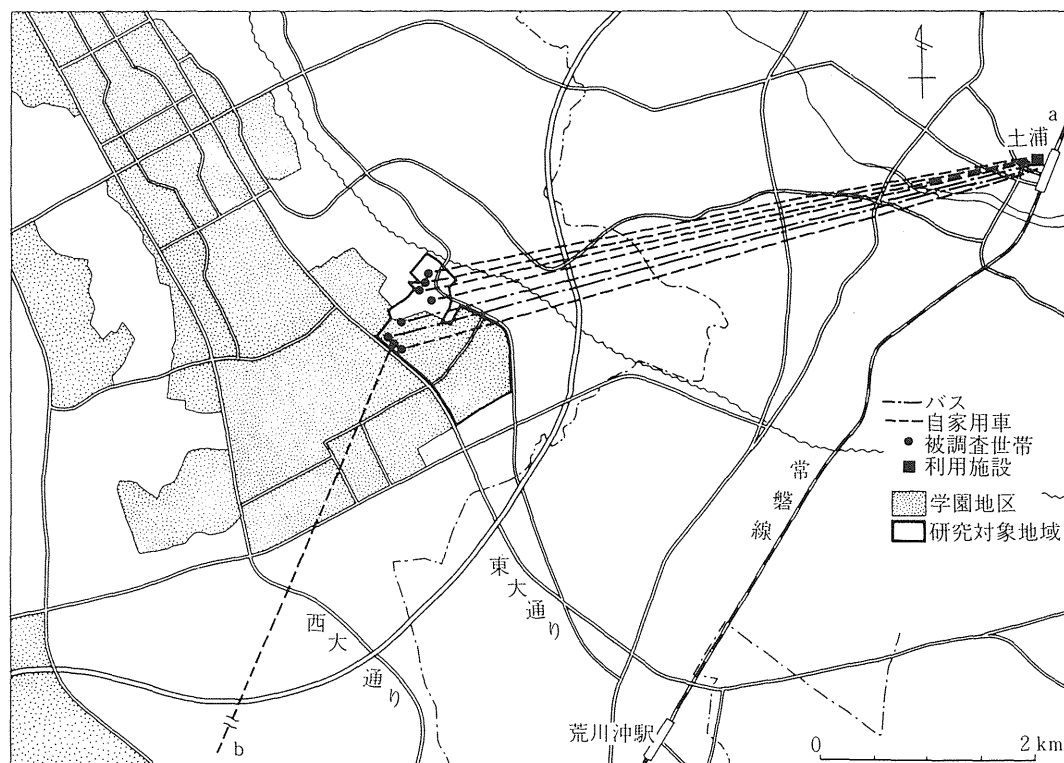 a
土浦
バス
自家用車
被調査世帯
利用施設
学園地区
研究対象地域
常磐線
東大通り
西大通り
荒川沖駅
b
0 2 km